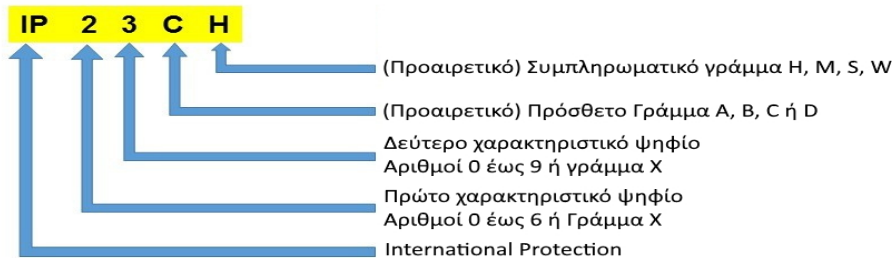 IP 2 3 C H
(Προαιρετικό) Συμπληρωματικό γράμμα H, M, S, W
(Προαιρετικό) Πρόσθετο Γράμμα A, B, C ή D
Δεύτερο χαρακτηριστικό ψηφίο
Αριθμοί 0 έως 9 ή γράμμα X
Πρώτο χαρακτηριστικό ψηφίο
Αριθμοί 0 έως 6 ή Γράμμα X
International Protection